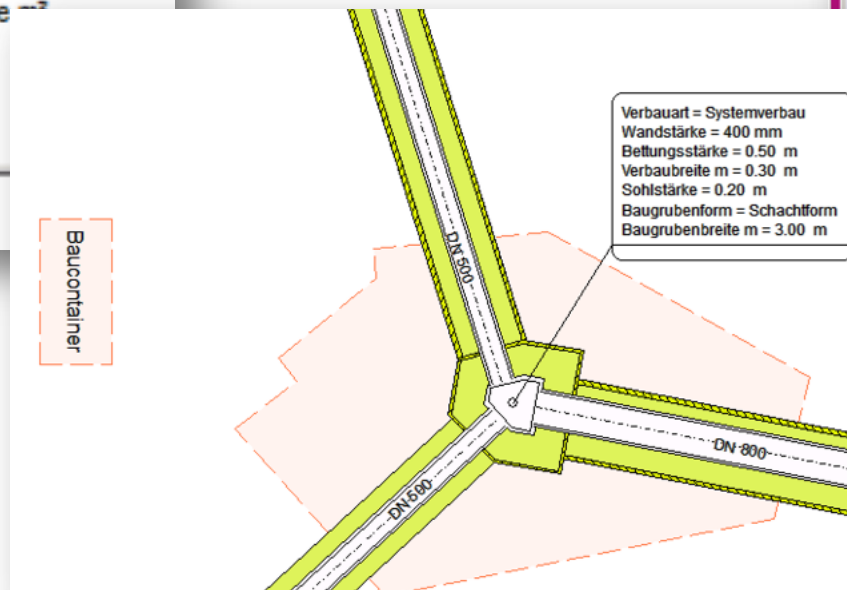 e m²
Verbauart = Systemverbau
Wandstärke = 400 mm
Bettungsstärke = 0.50 m
Verbaubreite m = 0.30 m
Sohlstärke = 0.20 m
Baugrubenform = Schachtform
Baugrubenbreite m = 3.00 m
Baucontainer
DN 500
DN 800
DN 500